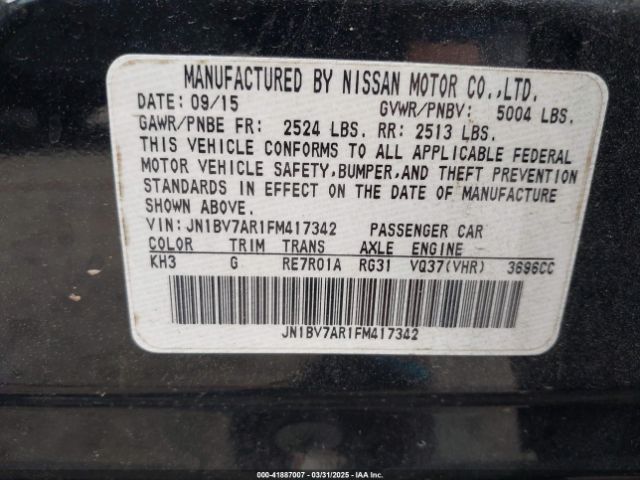 MANUFACTURED BY NISSAN MOTOR CO.,LTD.
DATE: 09/15 GVWR/PNBV: 5004 LBS.
GAWR/PNBE FR: 2524 LBS. RR: 2513 LBS.
THIS VEHICLE CONFORMS TO ALL APPLICABLE FEDERAL
MOTOR VEHICLE SAFETY,BUMPER,AND THEFT PREVENTION
STANDARDS IN EFFECT ON THE DATE OF MANUFACTURE
SHOWN ABOVE.
VIN: JN1BV7AR1FM417342 PASSENGER CAR
COLOR TRIM TRANS AXLE ENGINE
KH3 G RE7R01A RG31 VQ37(VHR) 3696CC
JN1BV7AR1FM417342
000-41887007 - 03/31/2025 - www.iaai.com